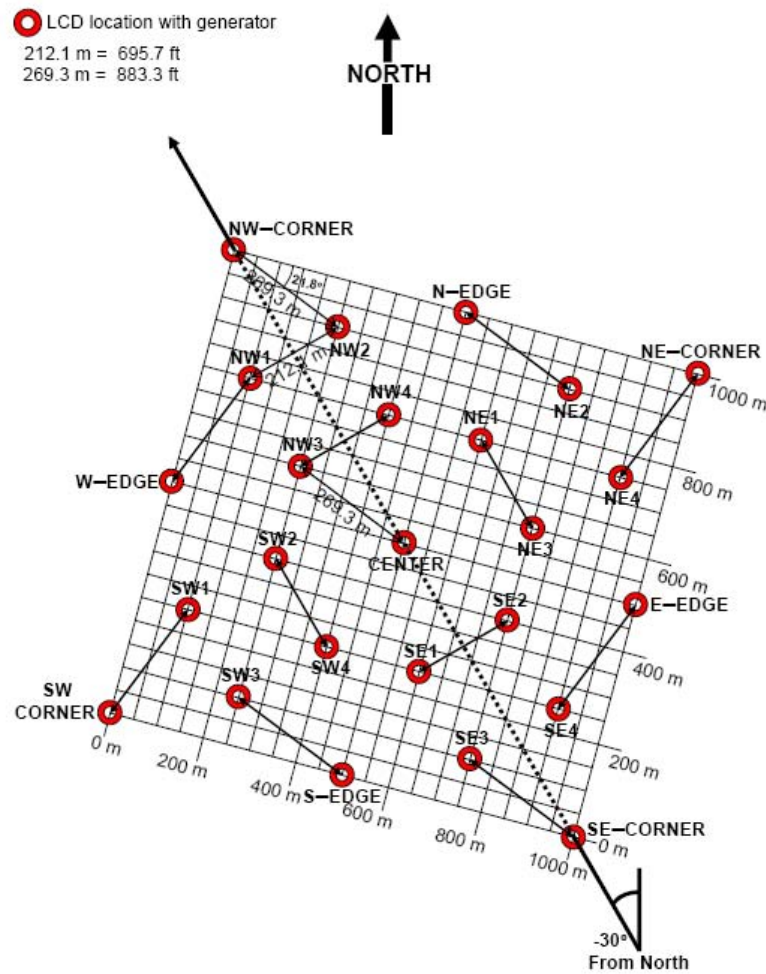 LCD location with generator
212.1 m = 695.7 ft
269.3 m = 883.3 ft
NORTH
NW–CORNER
21.8°
269.3 m
N–EDGE
NW2
NW1
212.1 m
NE–CORNER
1000 m
NE2
NW4
NE1
NW3
W–EDGE
800 m
NE4
269.3 m
NE3
SW2
CENTER
600 m
SW1
SE2
E–EDGE
SW4
SE1
400 m
SW3
SW
CORNER
SE4
0 m
SE3
200 m
200 m
400 m
S–EDGE
600 m
SE–CORNER
800 m
0 m
1000 m
-30°
From North